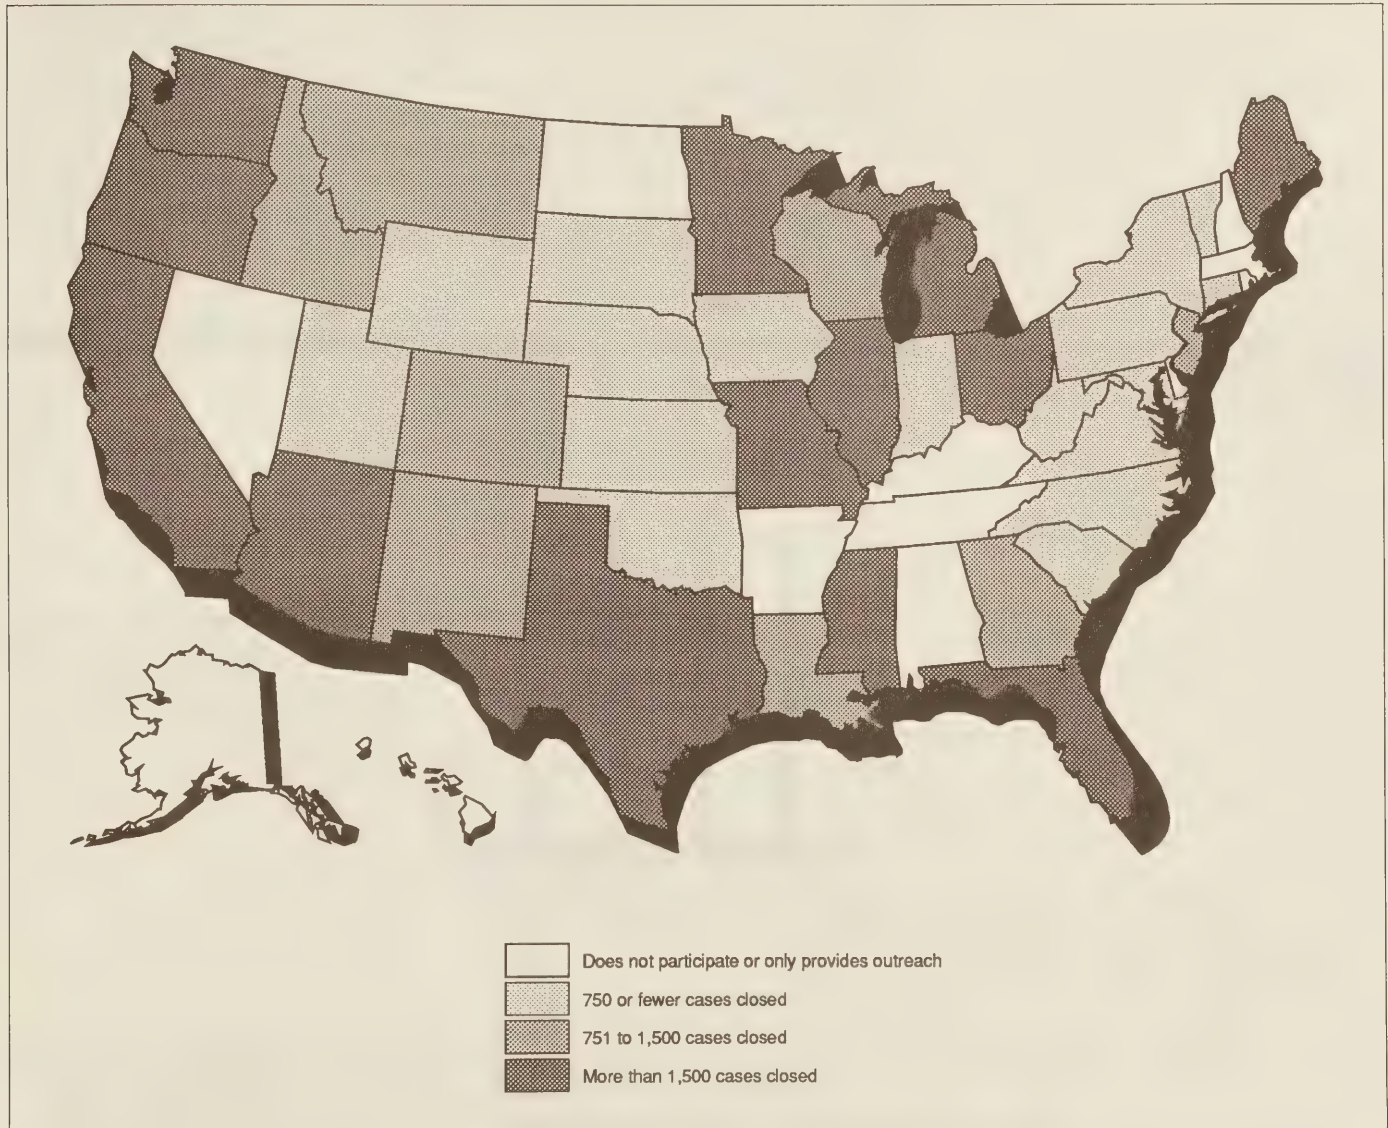 Does not participate or only provides outreach
750 or fewer cases closed
751 to 1,500 cases closed
More than 1,500 cases closed